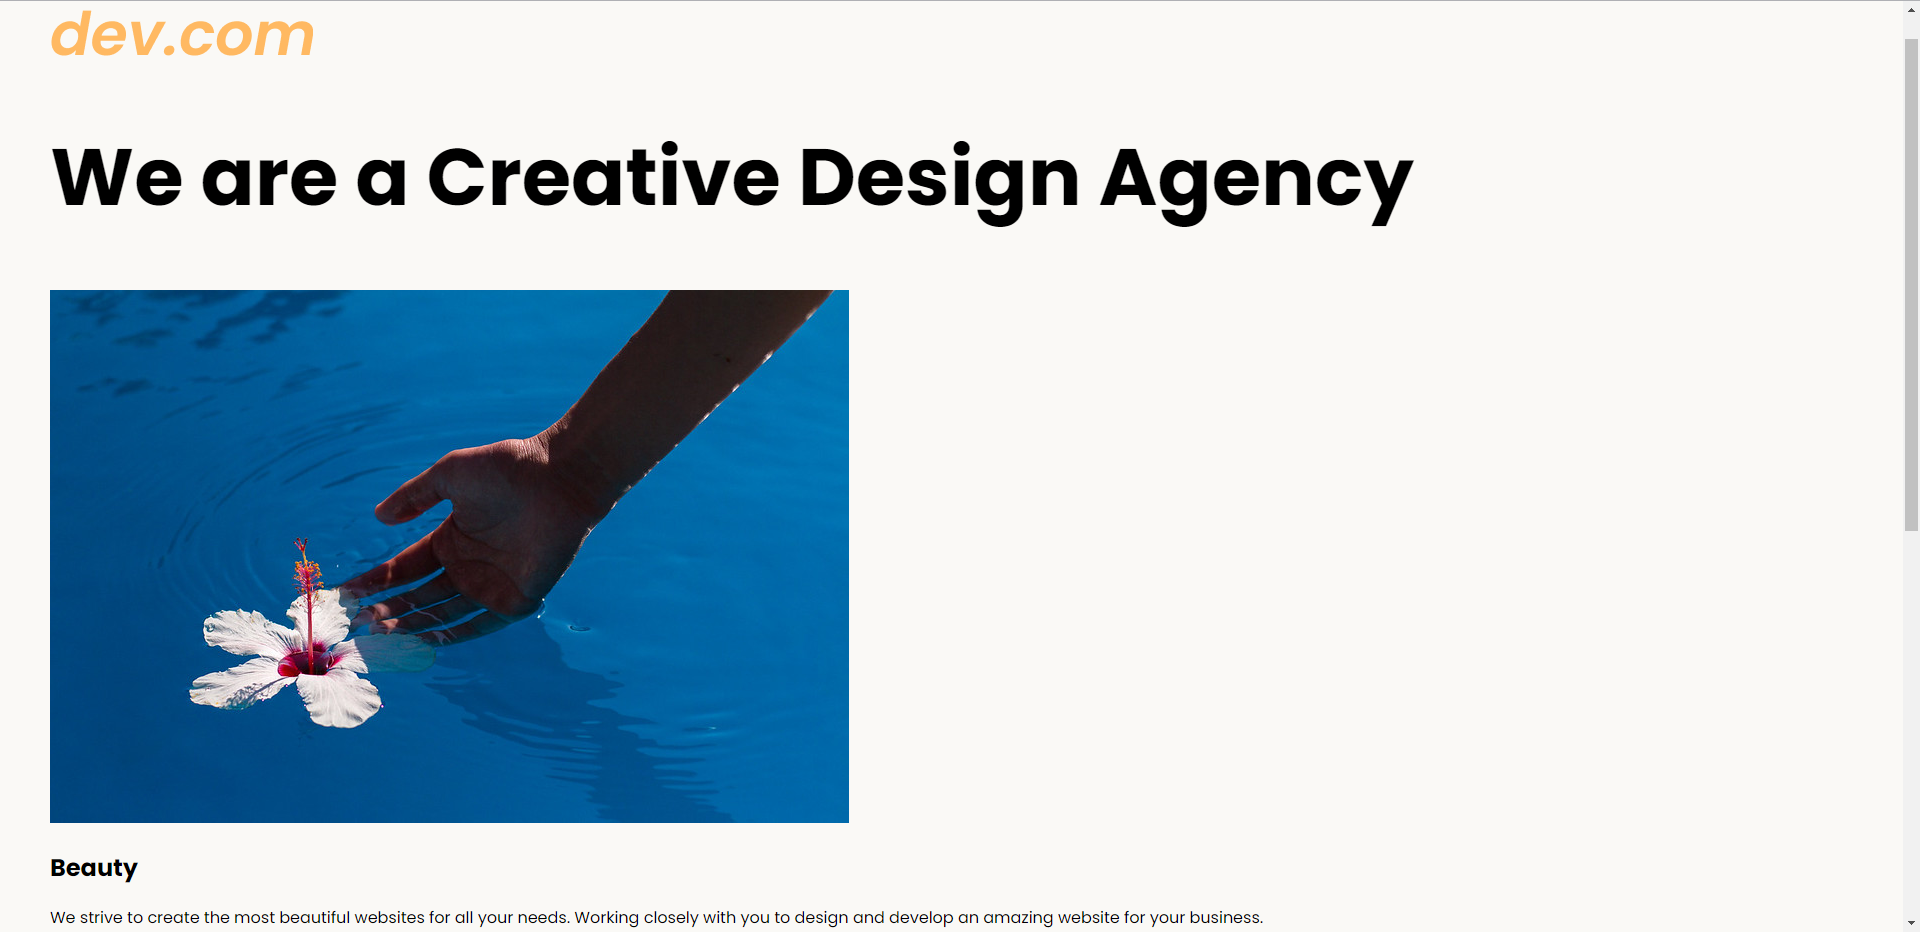 dev.com
We are a Creative Design Agency
Beauty
We strive to create the most beautiful websites for all your needs. Working closely with you to design and develop an amazing website for your business.